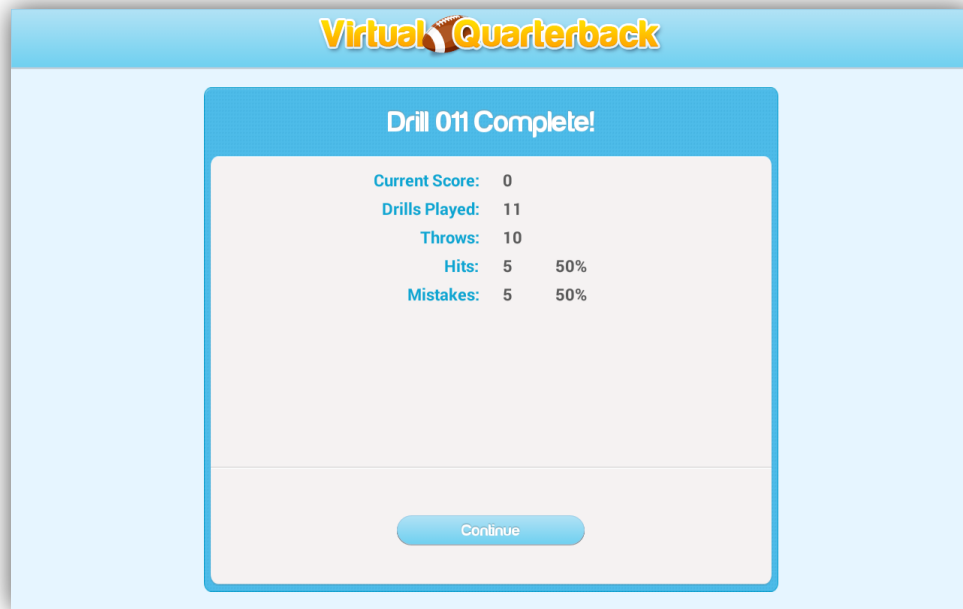 Virtual Quarterback
Drill 011 Complete!
Current Score: 0
Drills Played: 11
Throws: 10
Hits: 5 50%
Mistakes: 5 50%
Continue